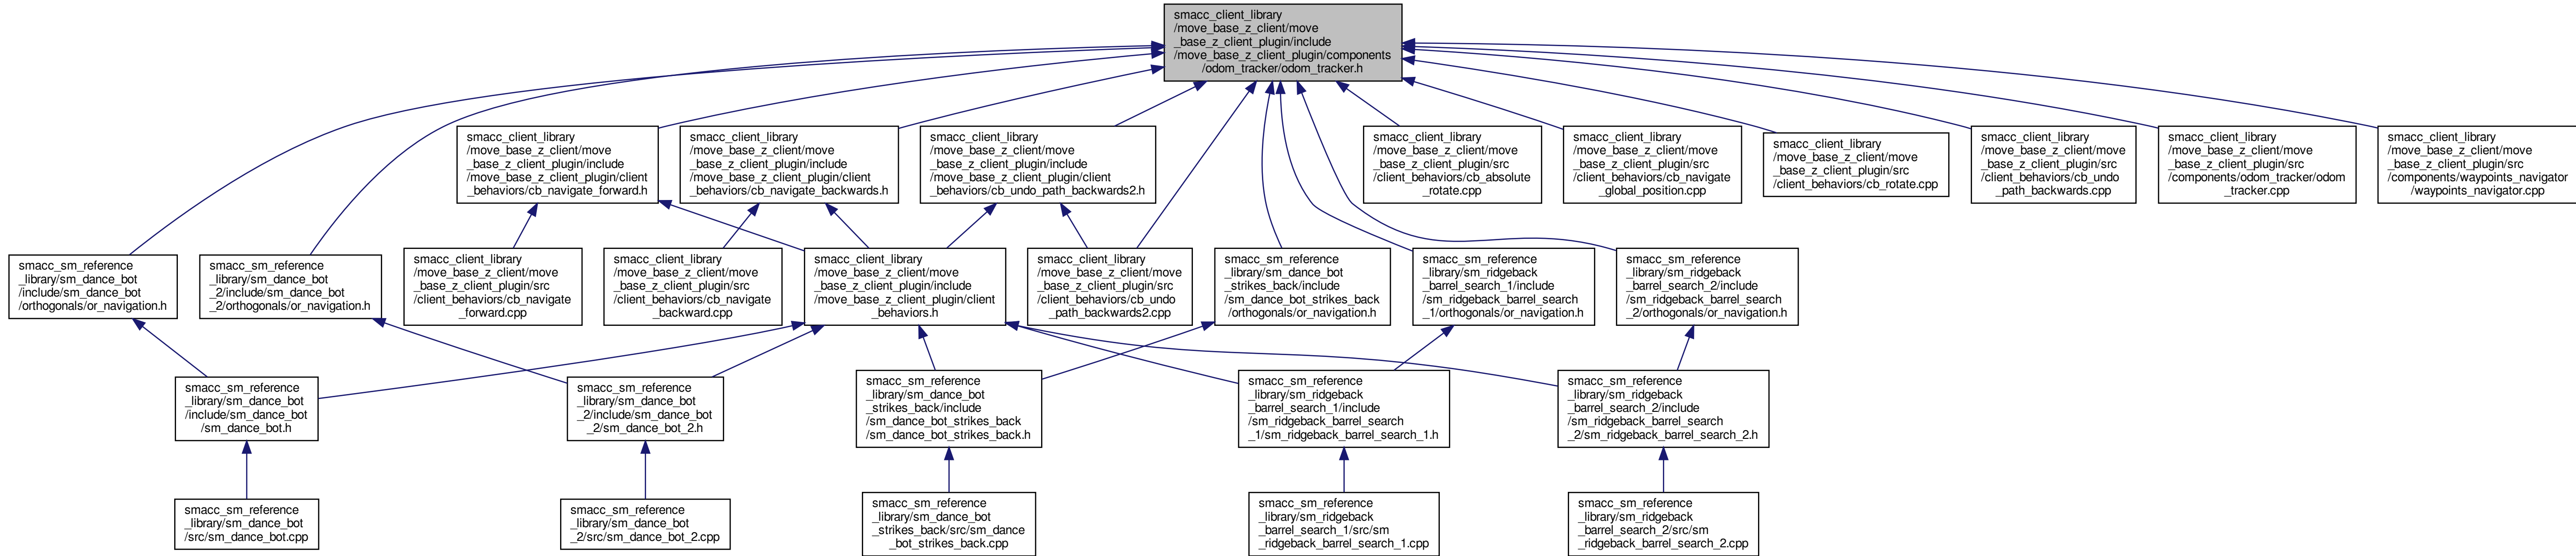 smacc_client_library
/move_base_z_client/move
_base_z_client_plugin/include
/move_base_z_client_plugin/components
/odom_tracker/odom_tracker.h
smacc_client_library
/move_base_z_client/move
_base_z_client_plugin/include
/move_base_z_client_plugin/client
_behaviors/cb_navigate_forward.h
smacc_client_library
/move_base_z_client/move
_base_z_client_plugin/include
/move_base_z_client_plugin/client
_behaviors/cb_navigate_backwards.h
smacc_client_library
/move_base_z_client/move
_base_z_client_plugin/include
/move_base_z_client_plugin/client
_behaviors/cb_undo_path_backwards2.h
smacc_client_library
/move_base_z_client/move
_base_z_client_plugin/src
/client_behaviors/cb_absolute
_rotate.cpp
smacc_client_library
/move_base_z_client/move
_base_z_client_plugin/src
/client_behaviors/cb_navigate
_global_position.cpp
smacc_client_library
/move_base_z_client/move
_base_z_client_plugin/src
/client_behaviors/cb_rotate.cpp
smacc_client_library
/move_base_z_client/move
_base_z_client_plugin/src
/client_behaviors/cb_undo
_path_backwards.cpp
smacc_client_library
/move_base_z_client/move
_base_z_client_plugin/src
/components/odom_tracker/odom
_tracker.cpp
smacc_client_library
/move_base_z_client/move
_base_z_client_plugin/src
/components/waypoints_navigator
/waypoints_navigator.cpp
smacc_sm_reference
_library/sm_dance_bot
/include/sm_dance_bot
/orthogonals/or_navigation.h
smacc_sm_reference
_library/sm_dance_bot
_2/include/sm_dance_bot
_2/orthogonals/or_navigation.h
smacc_client_library
/move_base_z_client/move
_base_z_client_plugin/src
/client_behaviors/cb_navigate
_forward.cpp
smacc_client_library
/move_base_z_client/move
_base_z_client_plugin/src
/client_behaviors/cb_navigate
_backward.cpp
smacc_client_library
/move_base_z_client/move
_base_z_client_plugin/include
/move_base_z_client_plugin/client
_behaviors.h
smacc_client_library
/move_base_z_client/move
_base_z_client_plugin/src
/client_behaviors/cb_undo
_path_backwards2.cpp
smacc_sm_reference
_library/sm_dance_bot
_strikes_back/include
/sm_dance_bot_strikes_back
/orthogonals/or_navigation.h
smacc_sm_reference
_library/sm_ridgeback
_barrel_search_1/include
/sm_ridgeback_barrel_search
_1/orthogonals/or_navigation.h
smacc_sm_reference
_library/sm_ridgeback
_barrel_search_2/include
/sm_ridgeback_barrel_search
_2/orthogonals/or_navigation.h
smacc_sm_reference
_library/sm_dance_bot
/include/sm_dance_bot
/sm_dance_bot.h
smacc_sm_reference
_library/sm_dance_bot
_2/include/sm_dance_bot
_2/sm_dance_bot_2.h
smacc_sm_reference
_library/sm_dance_bot
_strikes_back/include
/sm_dance_bot_strikes_back
/sm_dance_bot_strikes_back.h
smacc_sm_reference
_library/sm_ridgeback
_barrel_search_1/include
/sm_ridgeback_barrel_search
_1/sm_ridgeback_barrel_search_1.h
smacc_sm_reference
_library/sm_ridgeback
_barrel_search_2/include
/sm_ridgeback_barrel_search
_2/sm_ridgeback_barrel_search_2.h
smacc_sm_reference
_library/sm_dance_bot
/src/sm_dance_bot.cpp
smacc_sm_reference
_library/sm_dance_bot
_2/src/sm_dance_bot_2.cpp
smacc_sm_reference
_library/sm_dance_bot
_strikes_back/src/sm_dance
_bot_strikes_back.cpp
smacc_sm_reference
_library/sm_ridgeback
_barrel_search_1/src/sm
_ridgeback_barrel_search_1.cpp
smacc_sm_reference
_library/sm_ridgeback
_barrel_search_2/src/sm
_ridgeback_barrel_search_2.cpp